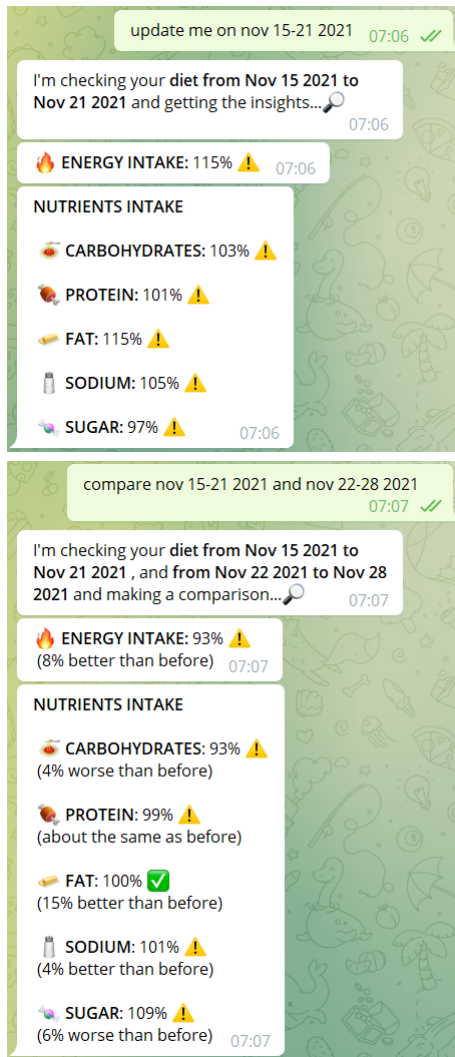 update me on nov 15-21 2021 07:06
I'm checking your diet from Nov 15 2021 to
Nov 21 2021 and getting the insights...
07:06
ENERGY INTAKE: 115% 07:06
NUTRIENTS INTAKE
CARBOHYDRATES: 103%
PROTEIN: 101%
FAT: 115%
SODIUM: 105%
SUGAR: 97% 07:06
compare nov 15-21 2021 and nov 22-28 2021
07:07
I'm checking your diet from Nov 15 2021 to
Nov 21 2021 , and from Nov 22 2021 to Nov 28
2021 and making a comparison... 07:07
ENERGY INTAKE: 93%
(8% better than before) 07:07
NUTRIENTS INTAKE
CARBOHYDRATES: 93%
(4% worse than before)
PROTEIN: 99%
(about the same as before)
FAT: 100%
(15% better than before)
SODIUM: 101%
(4% better than before)
SUGAR: 109%
(6% worse than before) 07:07